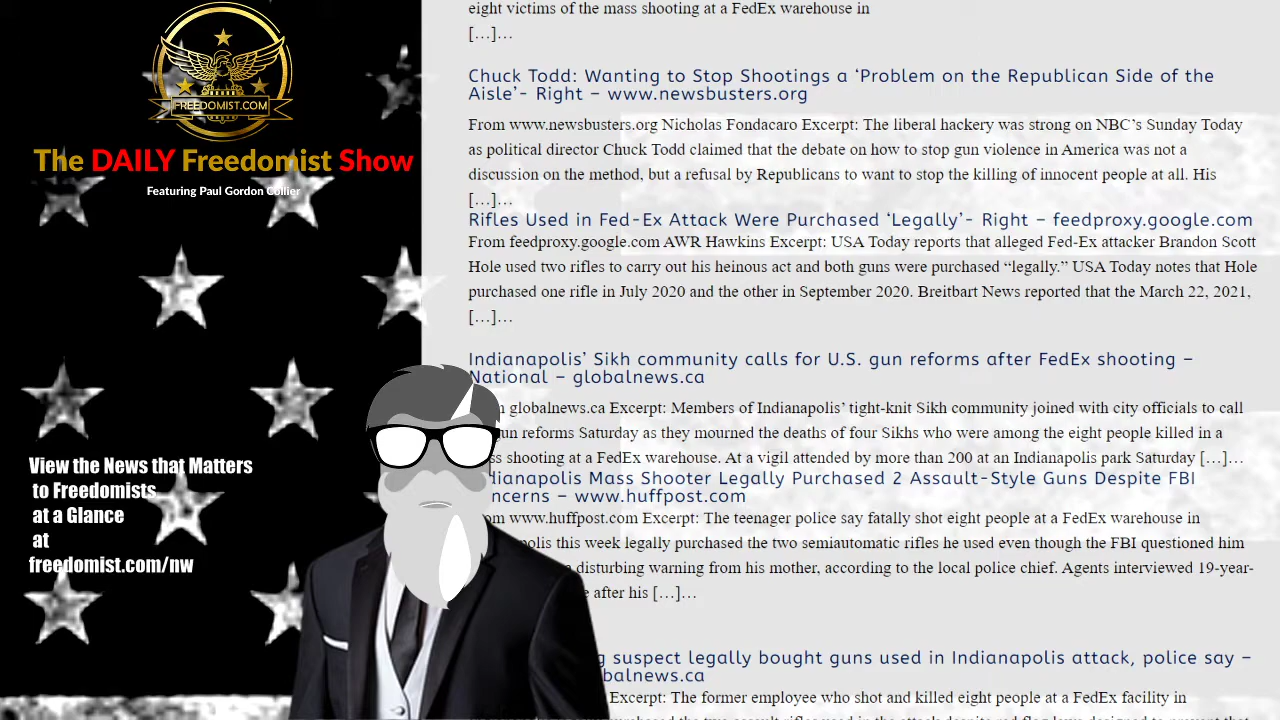 FREEDOMIST.COM
The DAILY Freedomist Show
Featuring Paul Gordon Collier
View the News that Matters
to Freedomists
at a Glance
at
freedomist.com/nw
eight victims of the mass shooting at a FedEx warehouse in
[…]…
Chuck Todd: Wanting to Stop Shootings a ‘Problem on the Republican Side of the
Aisle’- Right – www.newsbusters.org
From www.newsbusters.org Nicholas Fondacaro Excerpt: The liberal hackery was strong on NBC’s Sunday Today
as political director Chuck Todd claimed that the debate on how to stop gun violence in America was not a
discussion on the method, but a refusal by Republicans to want to stop the killing of innocent people at all. His
[…]…
Rifles Used in Fed-Ex Attack Were Purchased ‘Legally’- Right – feedproxy.google.com
From feedproxy.google.com AWR Hawkins Excerpt: USA Today reports that alleged Fed-Ex attacker Brandon Scott
Hole used two rifles to carry out his heinous act and both guns were purchased “legally.” USA Today notes that Hole
purchased one rifle in July 2020 and the other in September 2020. Breitbart News reported that the March 22, 2021,
[…]…
Indianapolis’ Sikh community calls for U.S. gun reforms after FedEx shooting –
National – globalnews.ca
globalnews.ca Excerpt: Members of Indianapolis’ tight-knit Sikh community joined with city officials to call
gun reforms Saturday as they mourned the deaths of four Sikhs who were among the eight people killed in a
shooting at a FedEx warehouse. At a vigil attended by more than 200 at an Indianapolis park Saturday […]…
Mass Shooter Legally Purchased 2 Assault-Style Guns Despite FBI
– www.huffpost.com
www.huffpost.com Excerpt: The teenager police say fatally shot eight people at a FedEx warehouse in
this week legally purchased the two semiautomatic rifles he used even though the FBI questioned him
disturbing warning from his mother, according to the local police chief. Agents interviewed 19-year-
after his […]…
suspect legally bought guns used in Indianapolis attack, police say –
Excerpt: The former employee who shot and killed eight people at a FedEx facility in